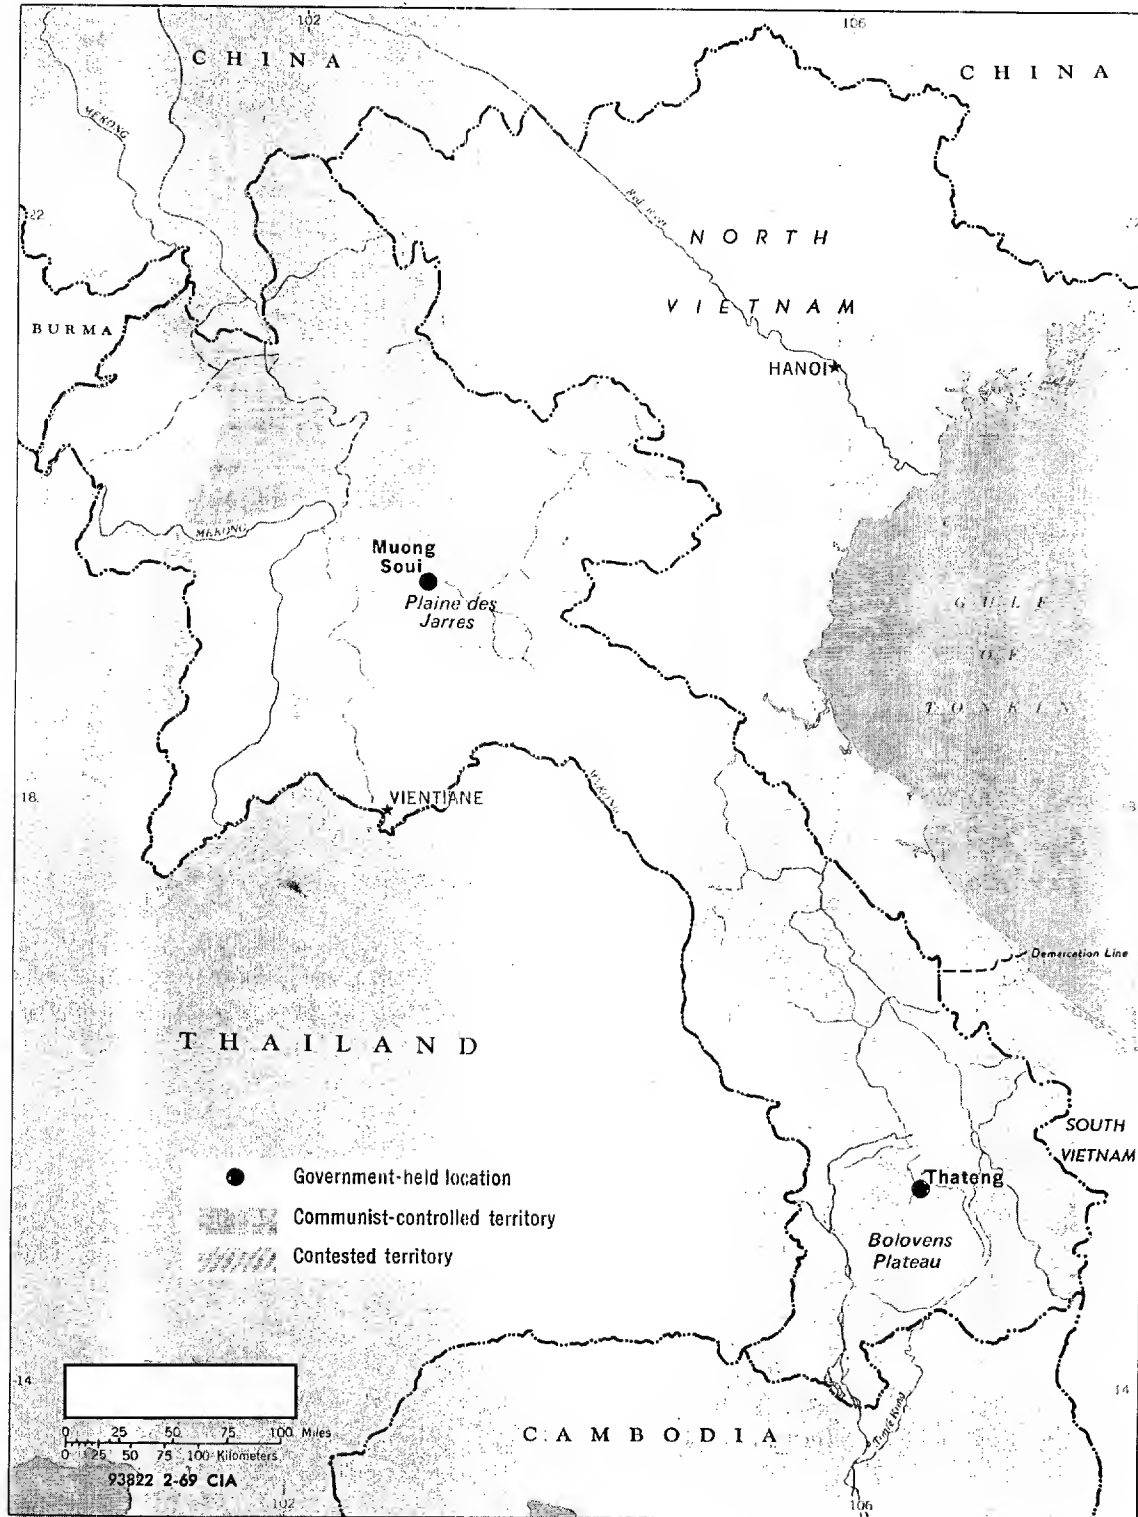 102
106
CHINA
CHINA
MEKONG
22
Red River
NORTH
VIETNAM
BURMA
HANOI
MEKONG
Muong
Soui
Plaine des
Jarres
GULF
OF
TONKIN
18
VIENTIANE
MEKONG
18
Demarcation Line
THAILAND
SOUTH
VIETNAM
Government-held location
Thateng
Communist-controlled territory
Bolovens
Plateau
Contested territory
14
14
0 25 50 75 100 Miles
CAMBODIA
Tonle Kong
0 25 50 75 100 Kilometers
93822 2-69 CIA
102
106